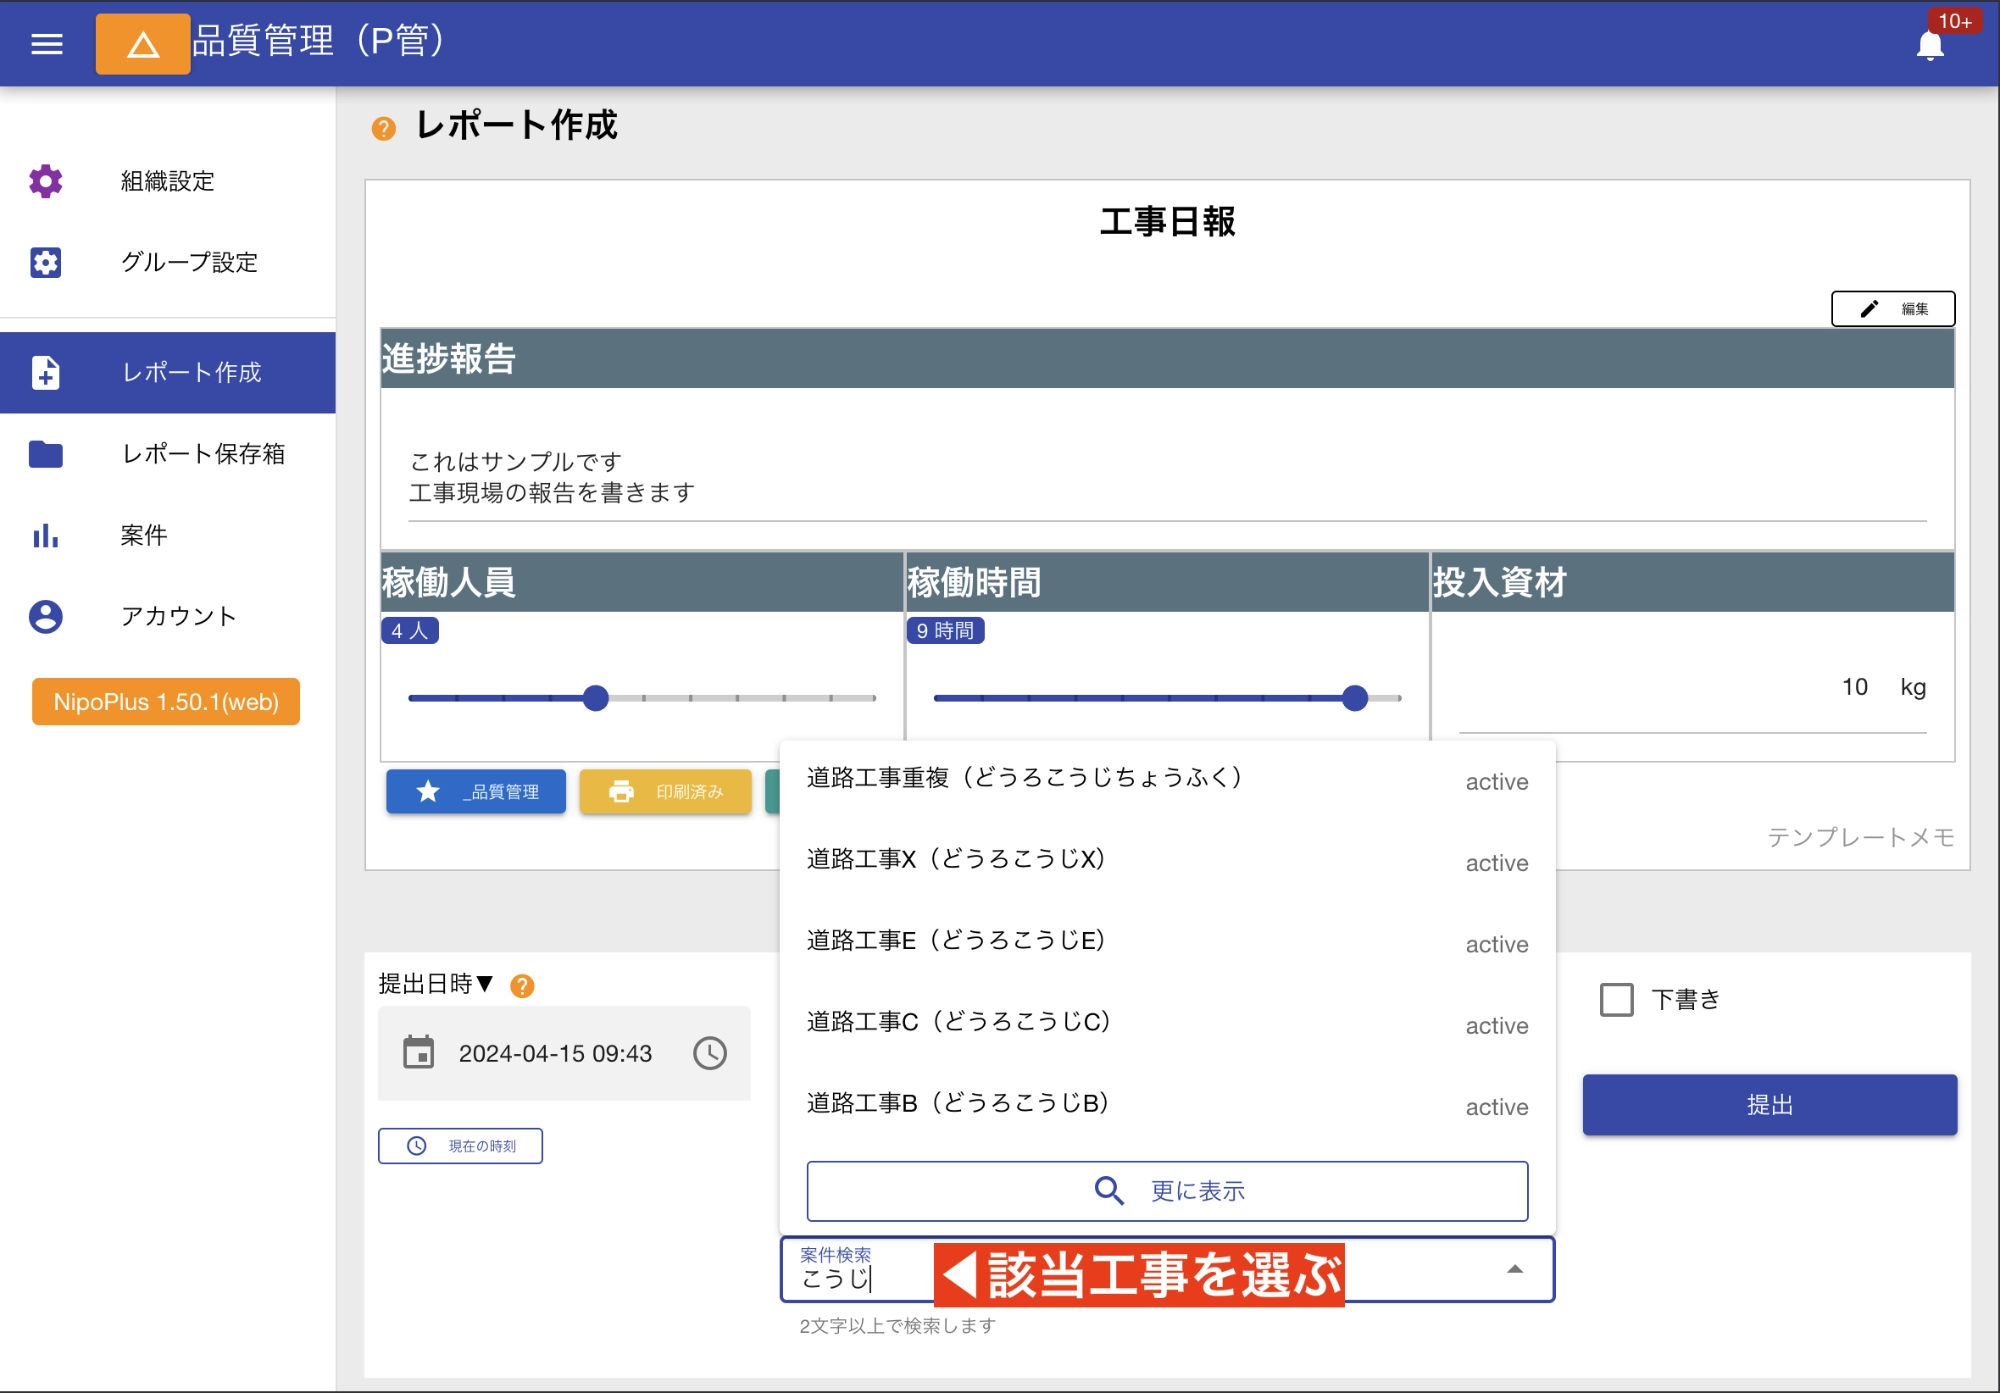 品質管理（P管）
10+
組織設定
グループ設定
レポート作成
レポート保存箱
案件
アカウント
NipoPlus 1.50.1(web)
レポート作成
工事日報
編集
進捗報告
これはサンプルです
工事現場の報告を書きます
稼働人員
稼働時間
投入資材
4 人
9 時間
10 kg
_品質管理
印刷済み
テンプレートメモ
道路工事重複（どうろこうじちょうふく） active
道路工事X（どうろこうじX） active
道路工事E（どうろこうじE） active
道路工事C（どうろこうじC） active
道路工事B（どうろこうじB） active
更に表示
案件検索
こうじ
◀該当工事を選ぶ
2文字以上で検索します
提出日時▼
2024-04-15 09:43
現在の時刻
下書き
提出